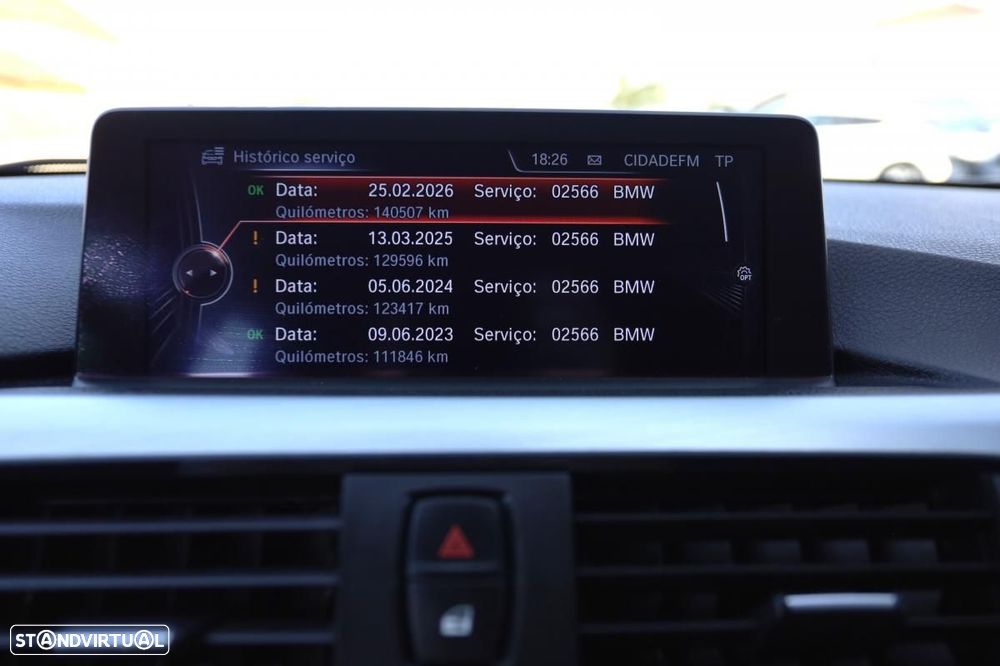 Histórico serviço 18:26 CIDADEFM TP
OK Data: 25.02.2026 Serviço: 02566 BMW
Quilómetros: 140507 km
! Data: 13.03.2025 Serviço: 02566 BMW
Quilómetros: 129596 km
! Data: 05.06.2024 Serviço: 02566 BMW
Quilómetros: 123417 km
OK Data: 09.06.2023 Serviço: 02566 BMW
Quilómetros: 111846 km
OPT
STANDVIRTUAL